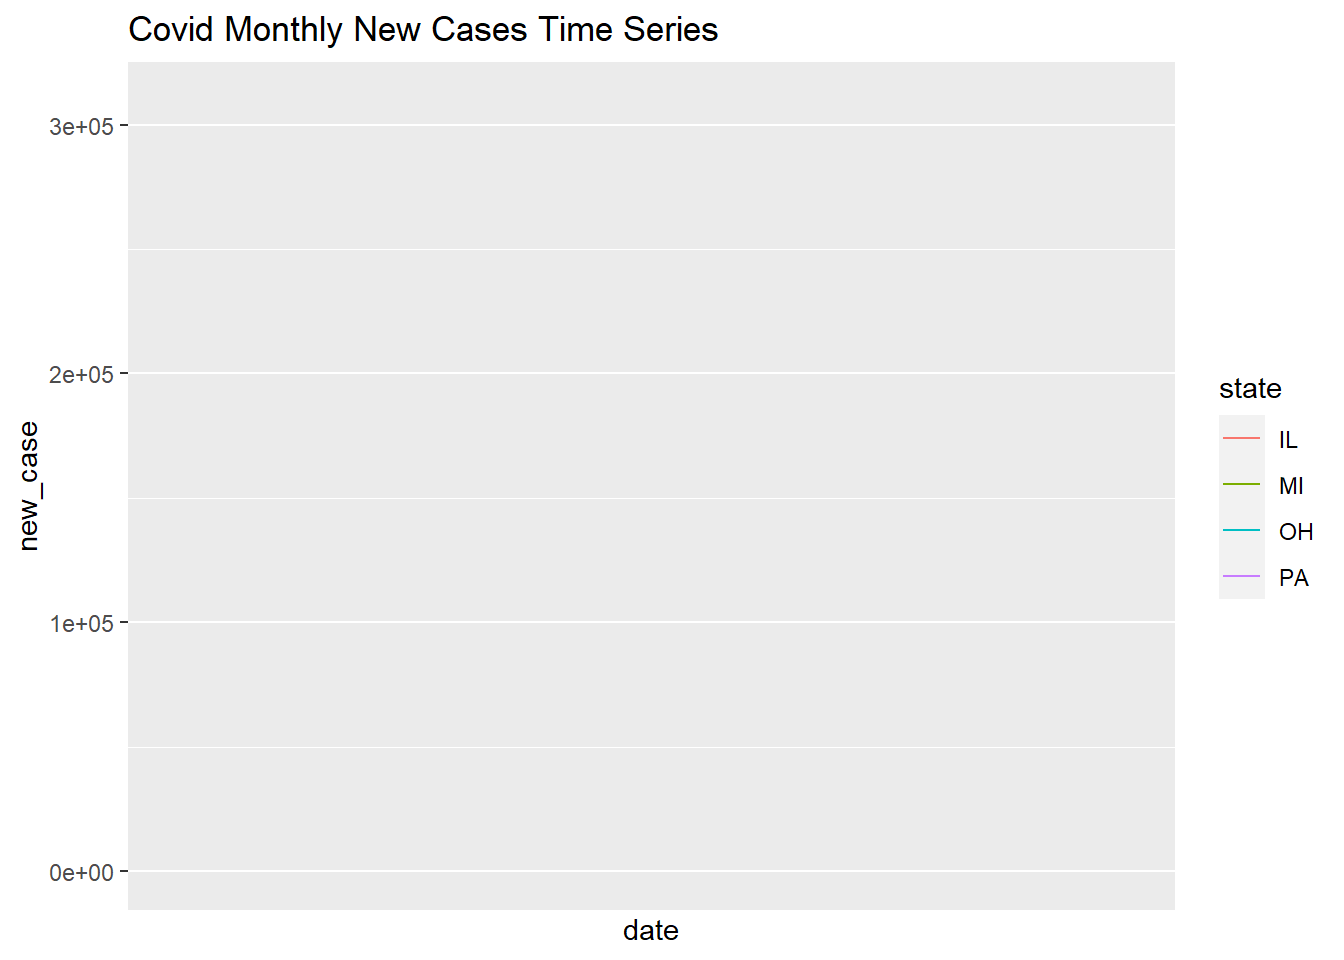 Covid Monthly New Cases Time Series
3e+05
2e+05
1e+05
0e+00
new_case
date
state
IL
MI
OH
PA